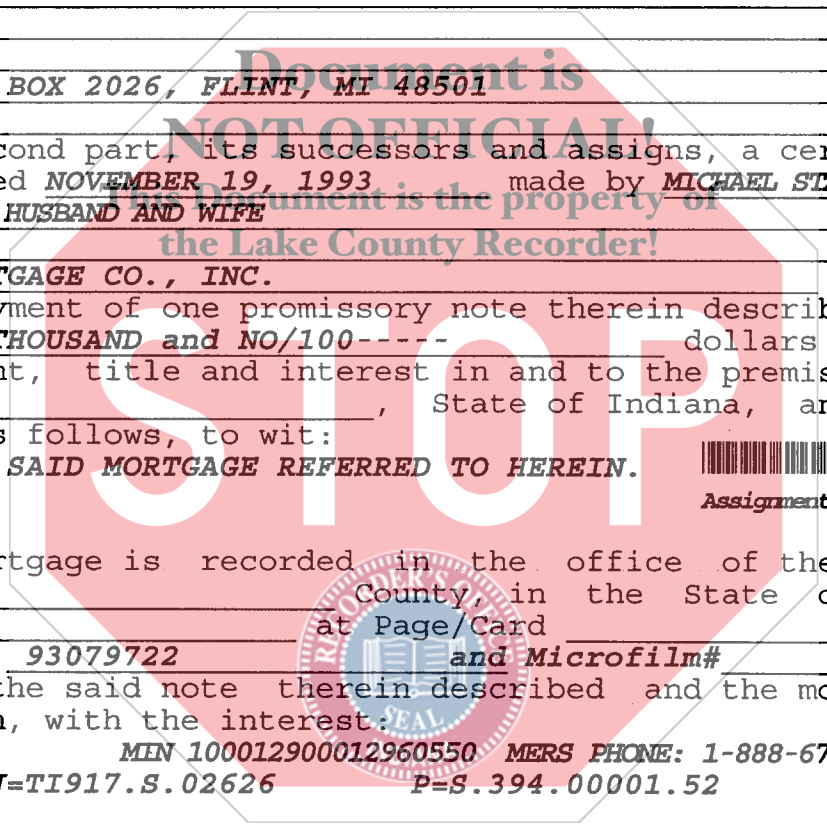 Document is
BOX 2026, FLINT, MI 48501
NOT OFFICIAL!
cond part, its successors and assigns, a cer
ed NOVEMBER 19, 1993 made by MICHAEL ST
This Document is the property of
HUSBAND AND WIFE
the Lake County Recorder!
TGAGE CO., INC.
yment of one promissory note therein describ
THOUSAND and NO/100----- dollars
nt, title and interest in and to the premis
, State of Indiana, an
s follows, to wit:
SAID MORTGAGE REFERRED TO HEREIN.
Assignment
STOP
rtgage is recorded in the office of the
County, in the State o
at Page/Card
93079722 and Microfilm#
the said note therein described and the mo
n, with the interest:
RECORDER'S OFFICE
SEAL
MIN 100012900012960550 MERS PHONE: 1-888-67
J=TI917.S.02626 P=S.394.00001.52